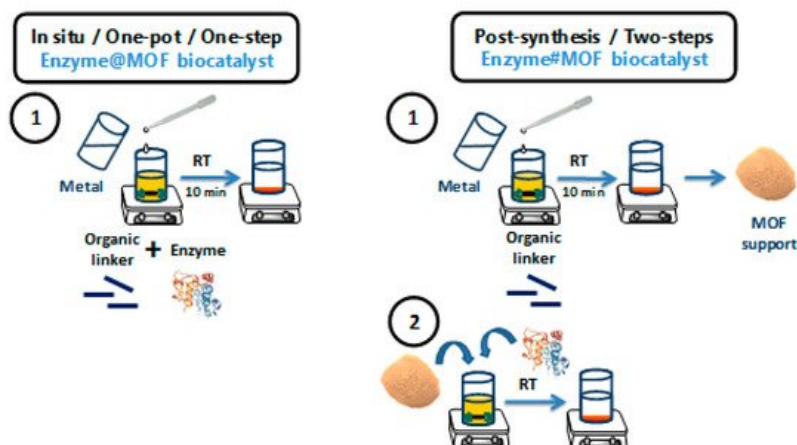 In situ / One-pot / One-step
Enzyme@MOF biocatalyst
1
Metal
RT
10 min
Organic
linker
+
Enzyme
Post-synthesis / Two-steps
Enzyme#MOF biocatalyst
1
Metal
RT
10 min
Organic
linker
MOF
support
2
RT